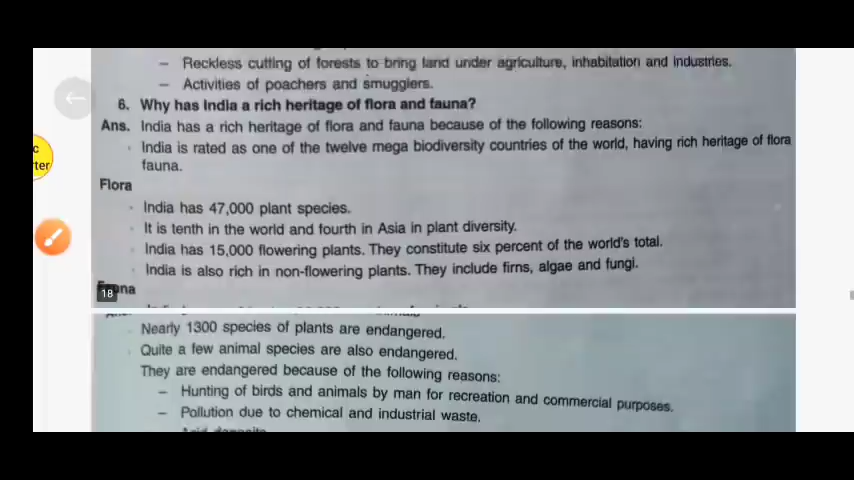 – Reckless cutting of forests to bring land under agriculture, inhabitation and industries.
– Activities of poachers and smugglers.
6. Why has India a rich heritage of flora and fauna?
Ans. India has a rich heritage of flora and fauna because of the following reasons:
India is rated as one of the twelve mega biodiversity countries of the world, having rich heritage of flora
fauna.
Flora
India has 47,000 plant species.
It is tenth in the world and fourth in Asia in plant diversity.
India has 15,000 flowering plants. They constitute six percent of the world's total.
India is also rich in non-flowering plants. They include firns, algae and fungi.
Fauna
18
Nearly 1300 species of plants are endangered.
Quite a few animal species are also endangered.
They are endangered because of the following reasons:
– Hunting of birds and animals by man for recreation and commercial purposes.
– Pollution due to chemical and industrial waste.
c
ter